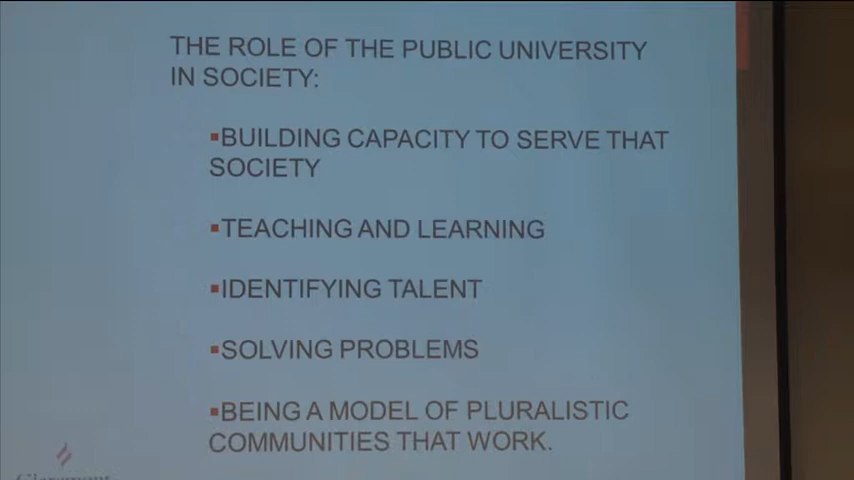 THE ROLE OF THE PUBLIC UNIVERSITY
IN SOCIETY:
▪BUILDING CAPACITY TO SERVE THAT
SOCIETY
▪TEACHING AND LEARNING
▪IDENTIFYING TALENT
▪SOLVING PROBLEMS
▪BEING A MODEL OF PLURALISTIC
COMMUNITIES THAT WORK.